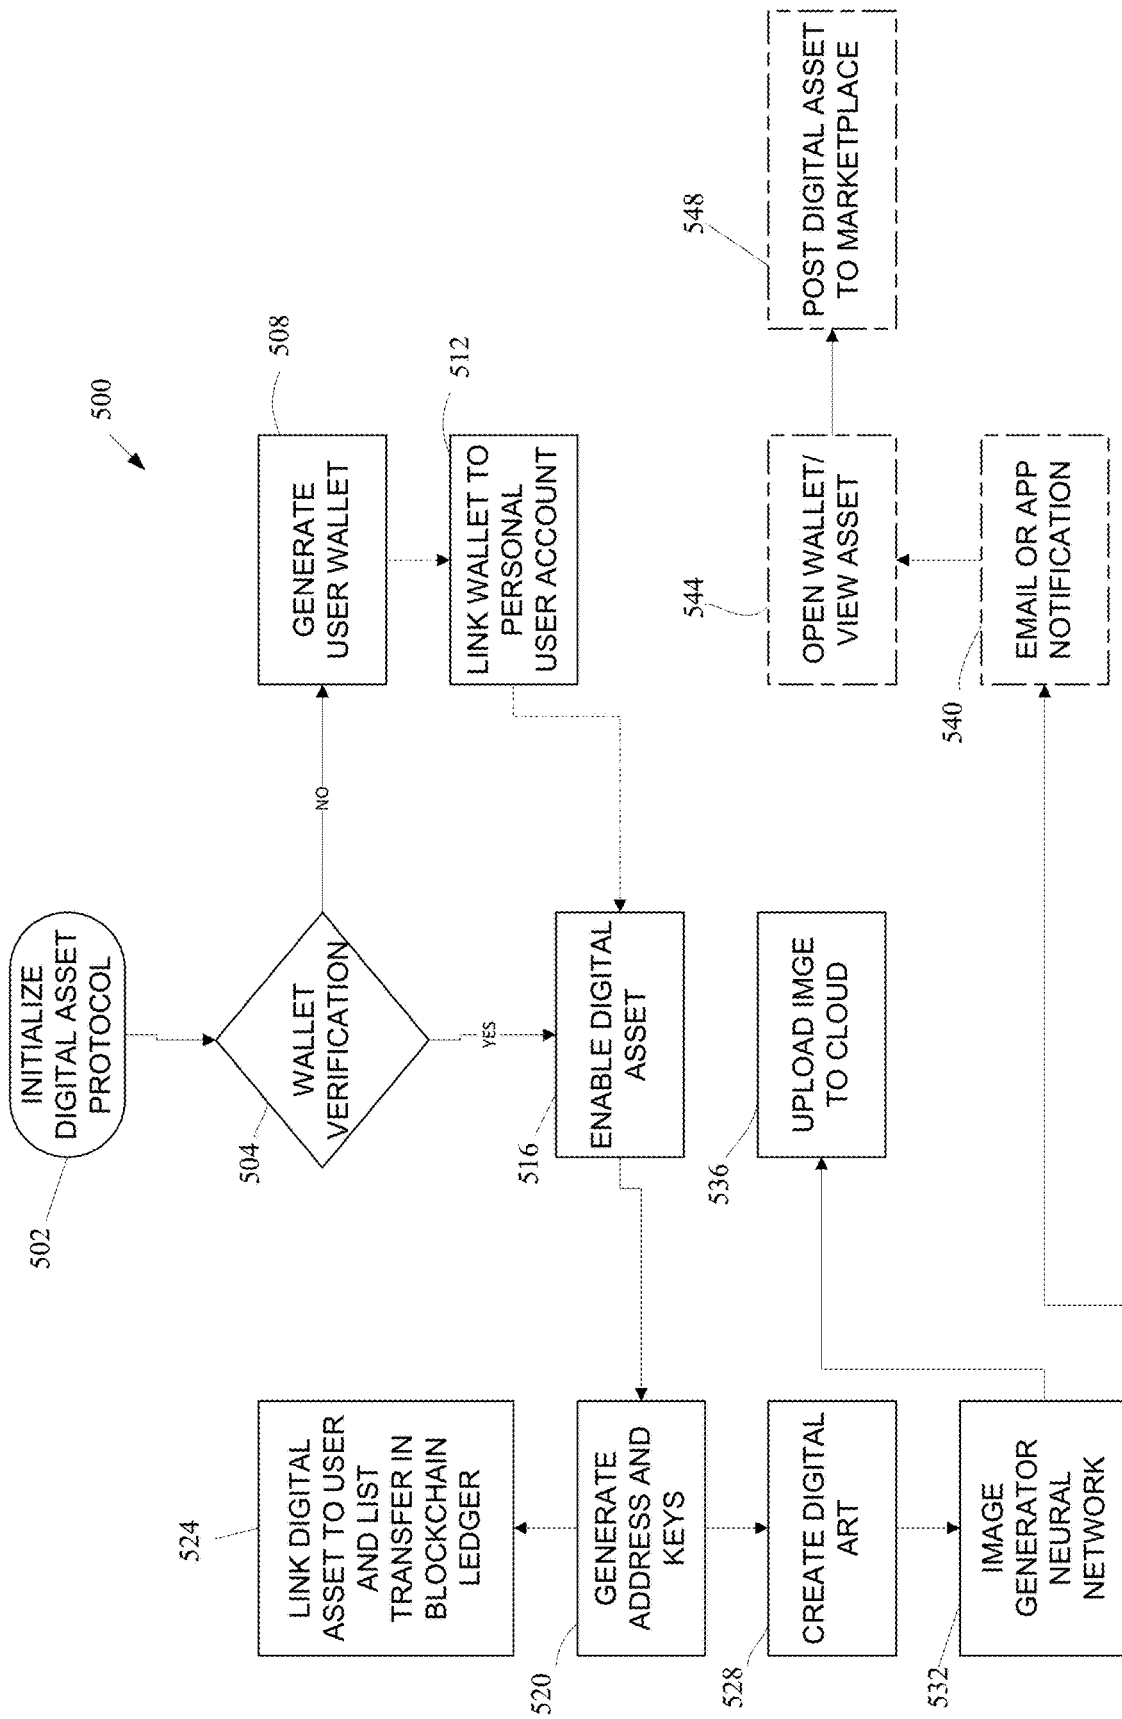 500
INITIALIZE
DIGITAL ASSET
PROTOCOL
502
WALLET
VERIFICATION
504
NO
YES
GENERATE
USER WALLET
508
LINK WALLET TO
PERSONAL
USER ACCOUNT
512
ENABLE DIGITAL
ASSET
516
LINK DIGITAL
ASSET TO USER
AND LIST
TRANSFER IN
BLOCKCHAIN
LEDGER
524
GENERATE
ADDRESS AND
KEYS
520
CREATE DIGITAL
ART
528
IMAGE
GENERATOR
NEURAL
NETWORK
532
UPLOAD IMGE
TO CLOUD
536
EMAIL OR APP
NOTIFICATION
540
OPEN WALLET/
VIEW ASSET
544
POST DIGITAL ASSET
TO MARKETPLACE
548